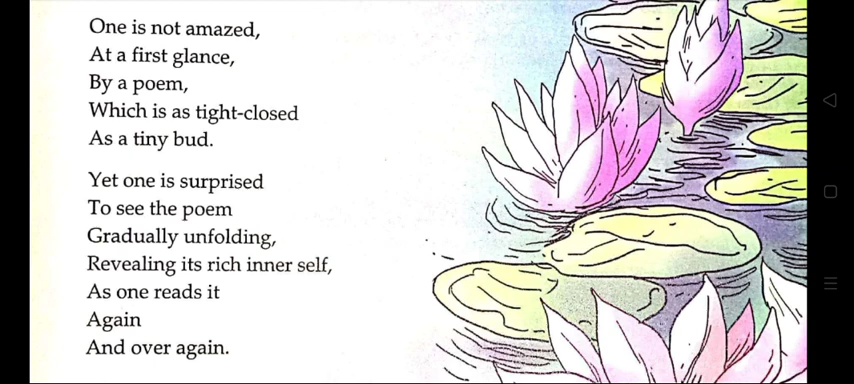 One is not amazed,
At a first glance,
By a poem,
Which is as tight-closed
As a tiny bud.
Yet one is surprised
To see the poem
Gradually unfolding,
Revealing its rich inner self,
As one reads it
Again
And over again.